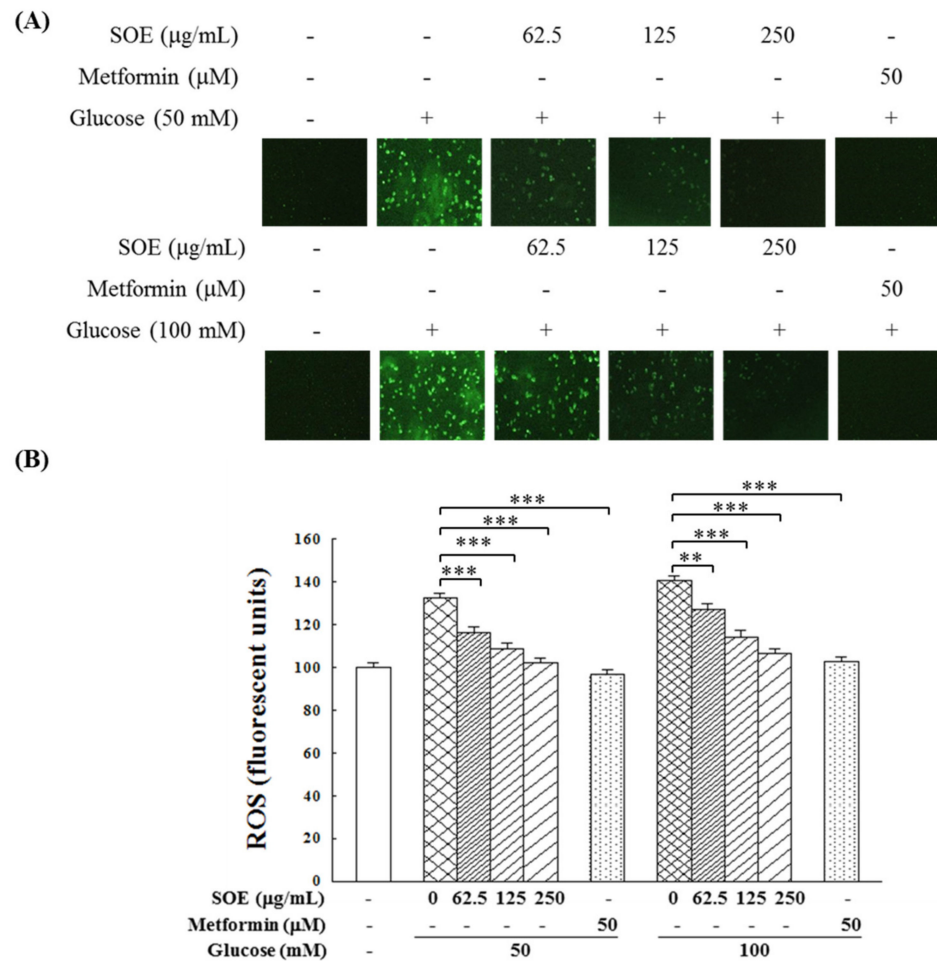 (A)
SOE (μg/mL) - - 62.5 125 250 -
Metformin (μM) - - - - - 50
Glucose (50 mM) - + + + + +
SOE (μg/mL) - - 62.5 125 250 -
Metformin (μM) - - - - - 50
Glucose (100 mM) - + + + + +
(B)
*** ***
*** ***
*** ***
*** **
160
140
120
100
80
60
40
20
0
ROS (fluorescent units)
SOE (μg/mL) - 0 62.5 125 250 - 0 62.5 125 250 -
Metformin (μM) - - - - - 50 - - - - 50
Glucose (mM) - 50 100